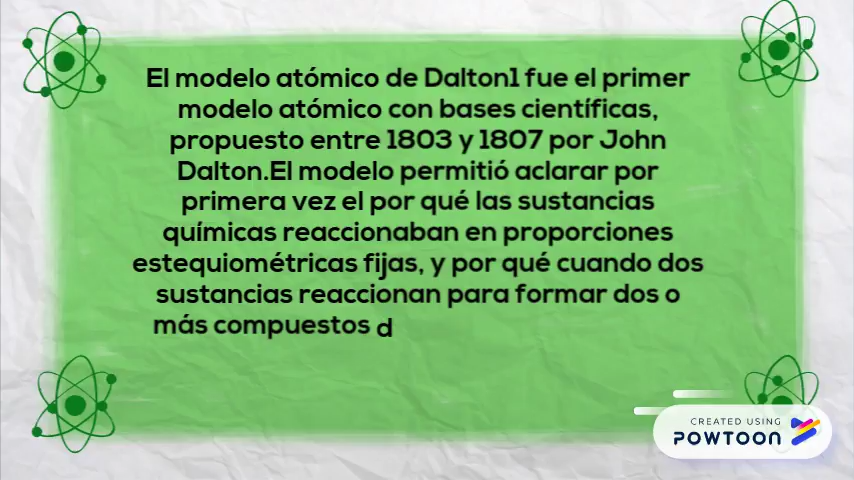 El modelo atómico de Dalton1 fue el primer
modelo atómico con bases científicas,
propuesto entre 1803 y 1807 por John
Dalton.El modelo permitió aclarar por
primera vez el por qué las sustancias
químicas reaccionaban en proporciones
estequiométricas fijas, y por qué cuando dos
sustancias reaccionan para formar dos o
más compuestos d
CREATED USING
POWTOON